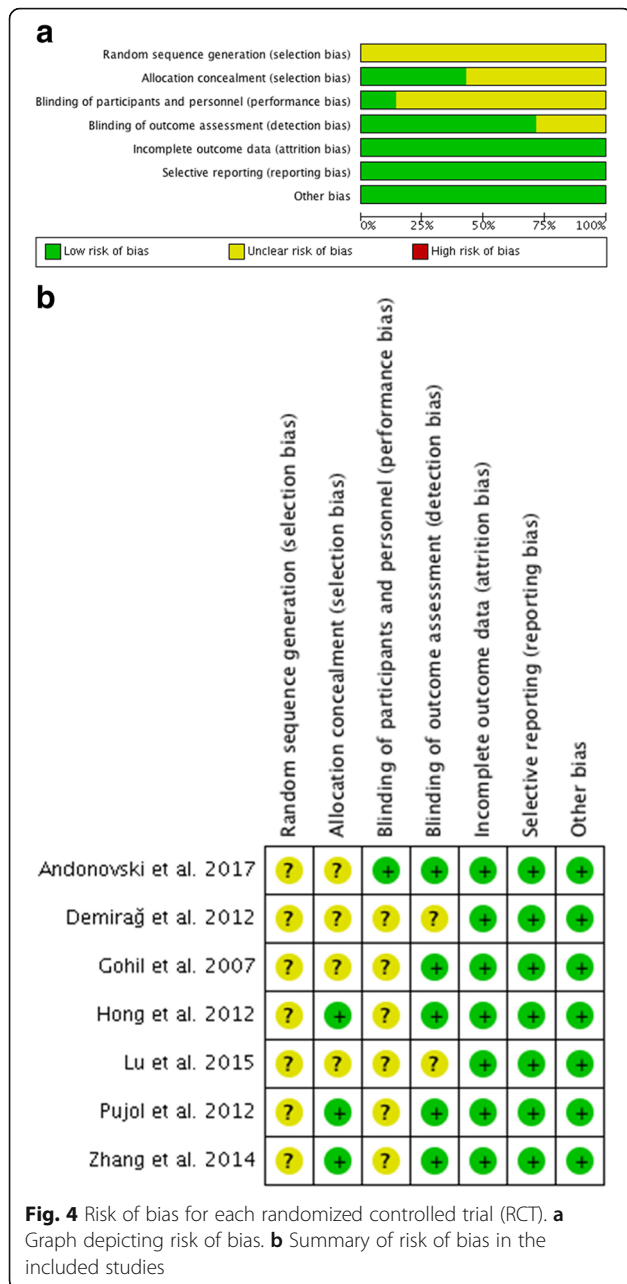 a
Random sequence generation (selection bias)
Allocation concealment (selection bias)
Blinding of participants and personnel (performance bias)
Blinding of outcome assessment (detection bias)
Incomplete outcome data (attrition bias)
Selective reporting (reporting bias)
Other bias
0% 25% 50% 75% 100%
Low risk of bias Unclear risk of bias High risk of bias
b
Random sequence generation (selection bias)
Allocation concealment (selection bias)
Blinding of participants and personnel (performance bias)
Blinding of outcome assessment (detection bias)
Incomplete outcome data (attrition bias)
Selective reporting (reporting bias)
Other bias
Andonovski et al. 2017 ? ? + + + + +
Demirağ et al. 2012 ? ? ? ? + + +
Gohil et al. 2007 ? ? ? + + + +
Hong et al. 2012 ? + ? + + + +
Lu et al. 2015 ? ? ? ? + + +
Pujol et al. 2012 ? + ? + + + +
Zhang et al. 2014 ? + ? + + + +
Fig. 4 Risk of bias for each randomized controlled trial (RCT). a
Graph depicting risk of bias. b Summary of risk of bias in the
included studies